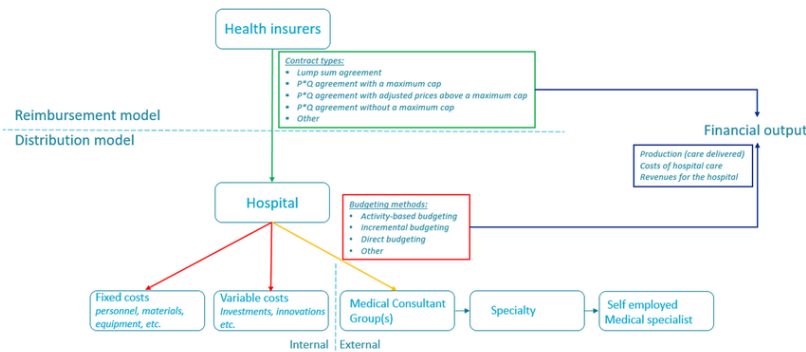 Health insurers
Contract types:
▪ Lump sum agreement
▪ P*Q agreement with a maximum cap
▪ P*Q agreement with adjusted prices above a maximum cap
▪ P*Q agreement without a maximum cap
▪ Other
Reimbursement model
Distribution model
Financial output
Production (care delivered)
Costs of hospital care
Revenues for the hospital
Hospital
Budgeting methods:
• Activity-based budgeting
• Incremental budgeting
• Direct budgeting
• Other
Fixed costs
personnel, materials,
equipment, etc.
Variable costs
Investments, innovations
etc.
Medical Consultant
Group(s)
Specialty
Self employed
Medical specialist
Internal
External